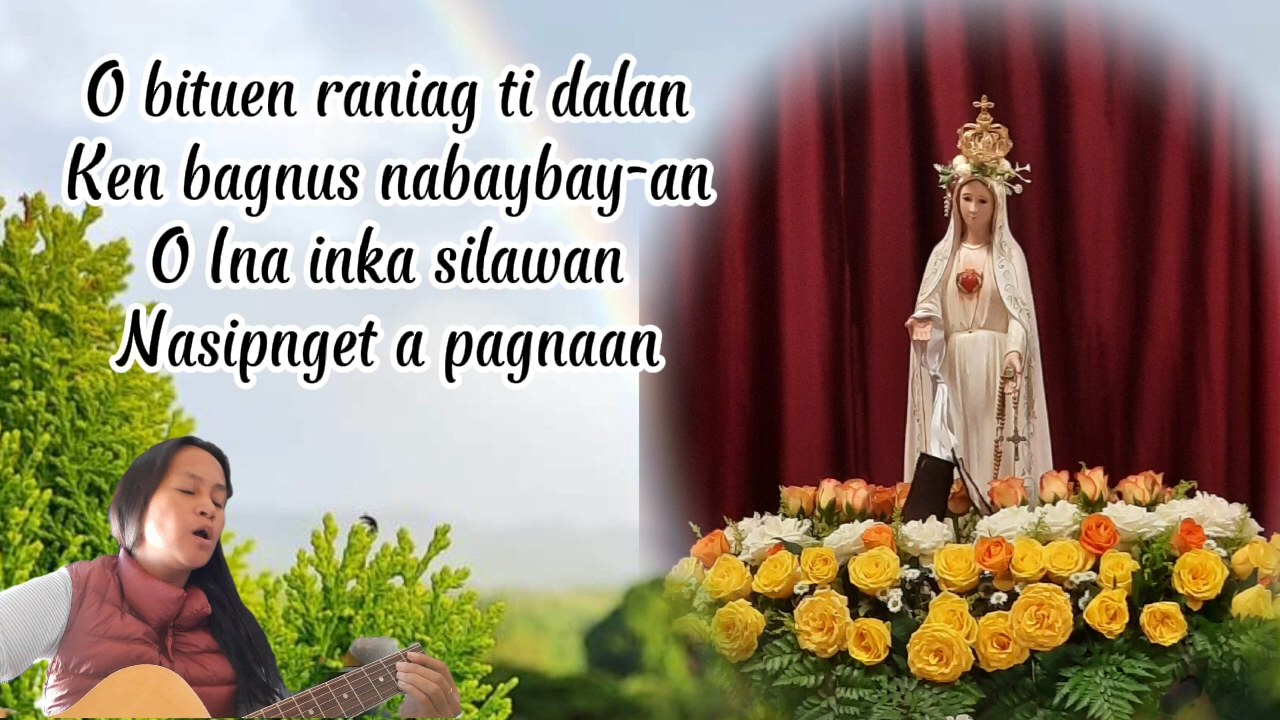 O bituen raniag ti dalan
Ken bagnus nabaybay-an
O Ina inka silawan
Nasipnget a pagnaan